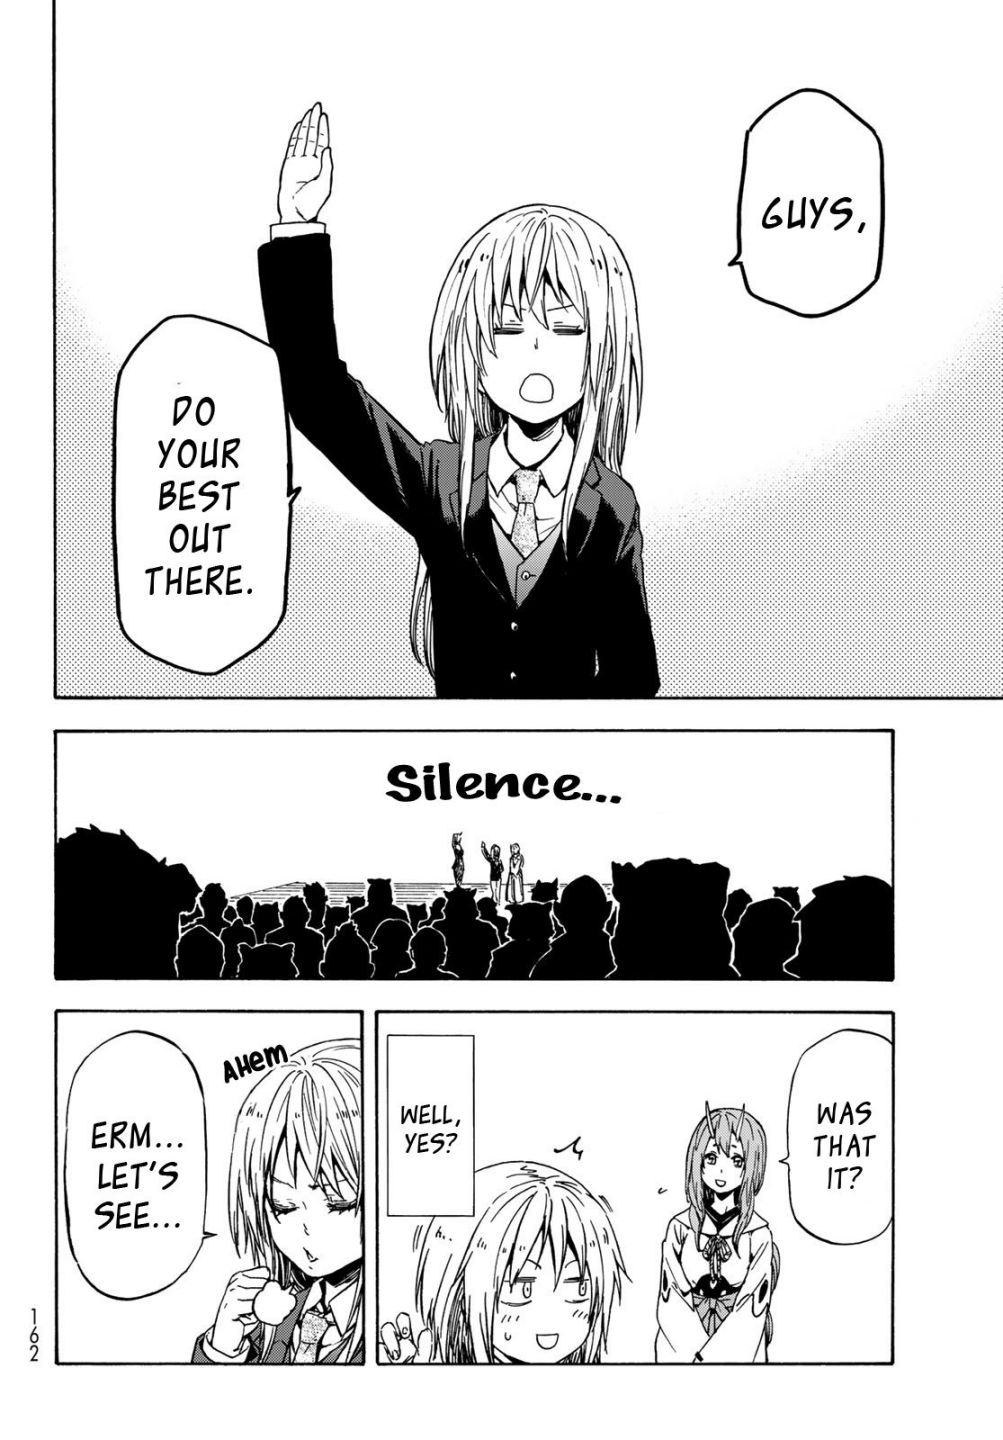 GUYS,
DO
YOUR
BEST
OUT
THERE.
Silence...
WAS
THAT
IT?
WELL,
YES?
AHEM
ERM...
LET'S
SEE...
162